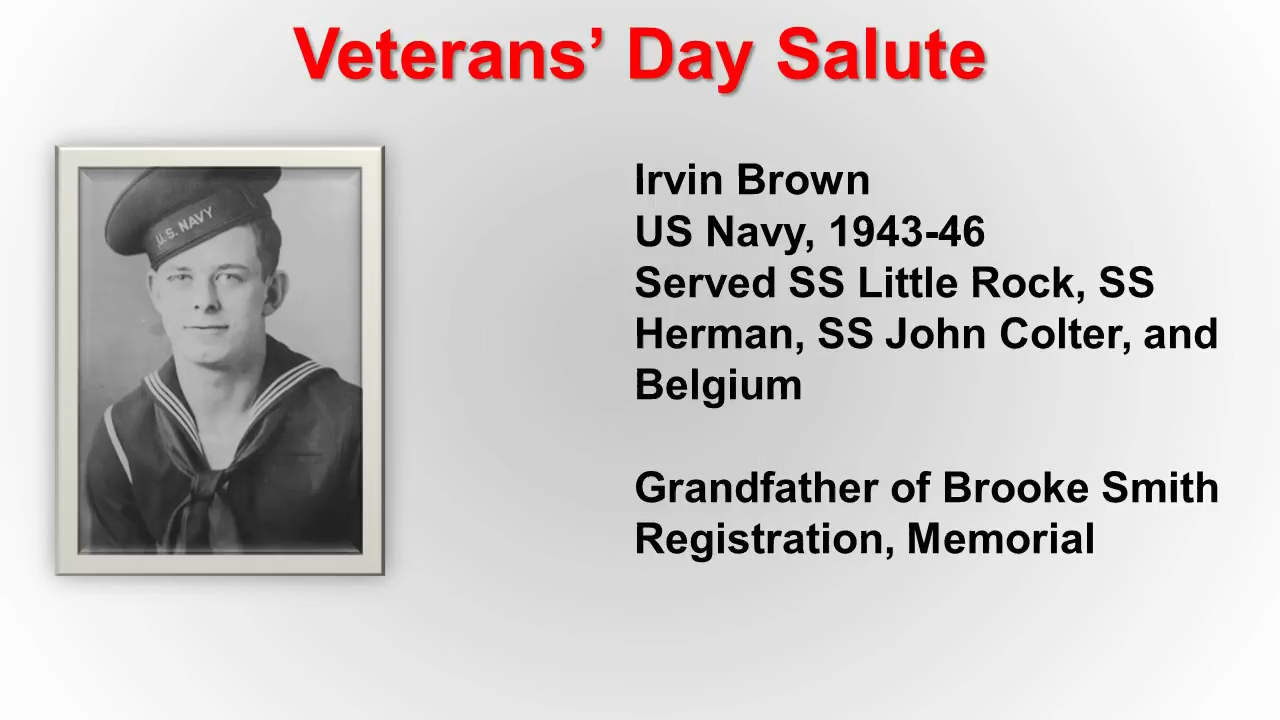 Veterans’ Day Salute
U.S. NAVY
Irvin Brown
US Navy, 1943-46
Served SS Little Rock, SS
Herman, SS John Colter, and
Belgium
Grandfather of Brooke Smith
Registration, Memorial